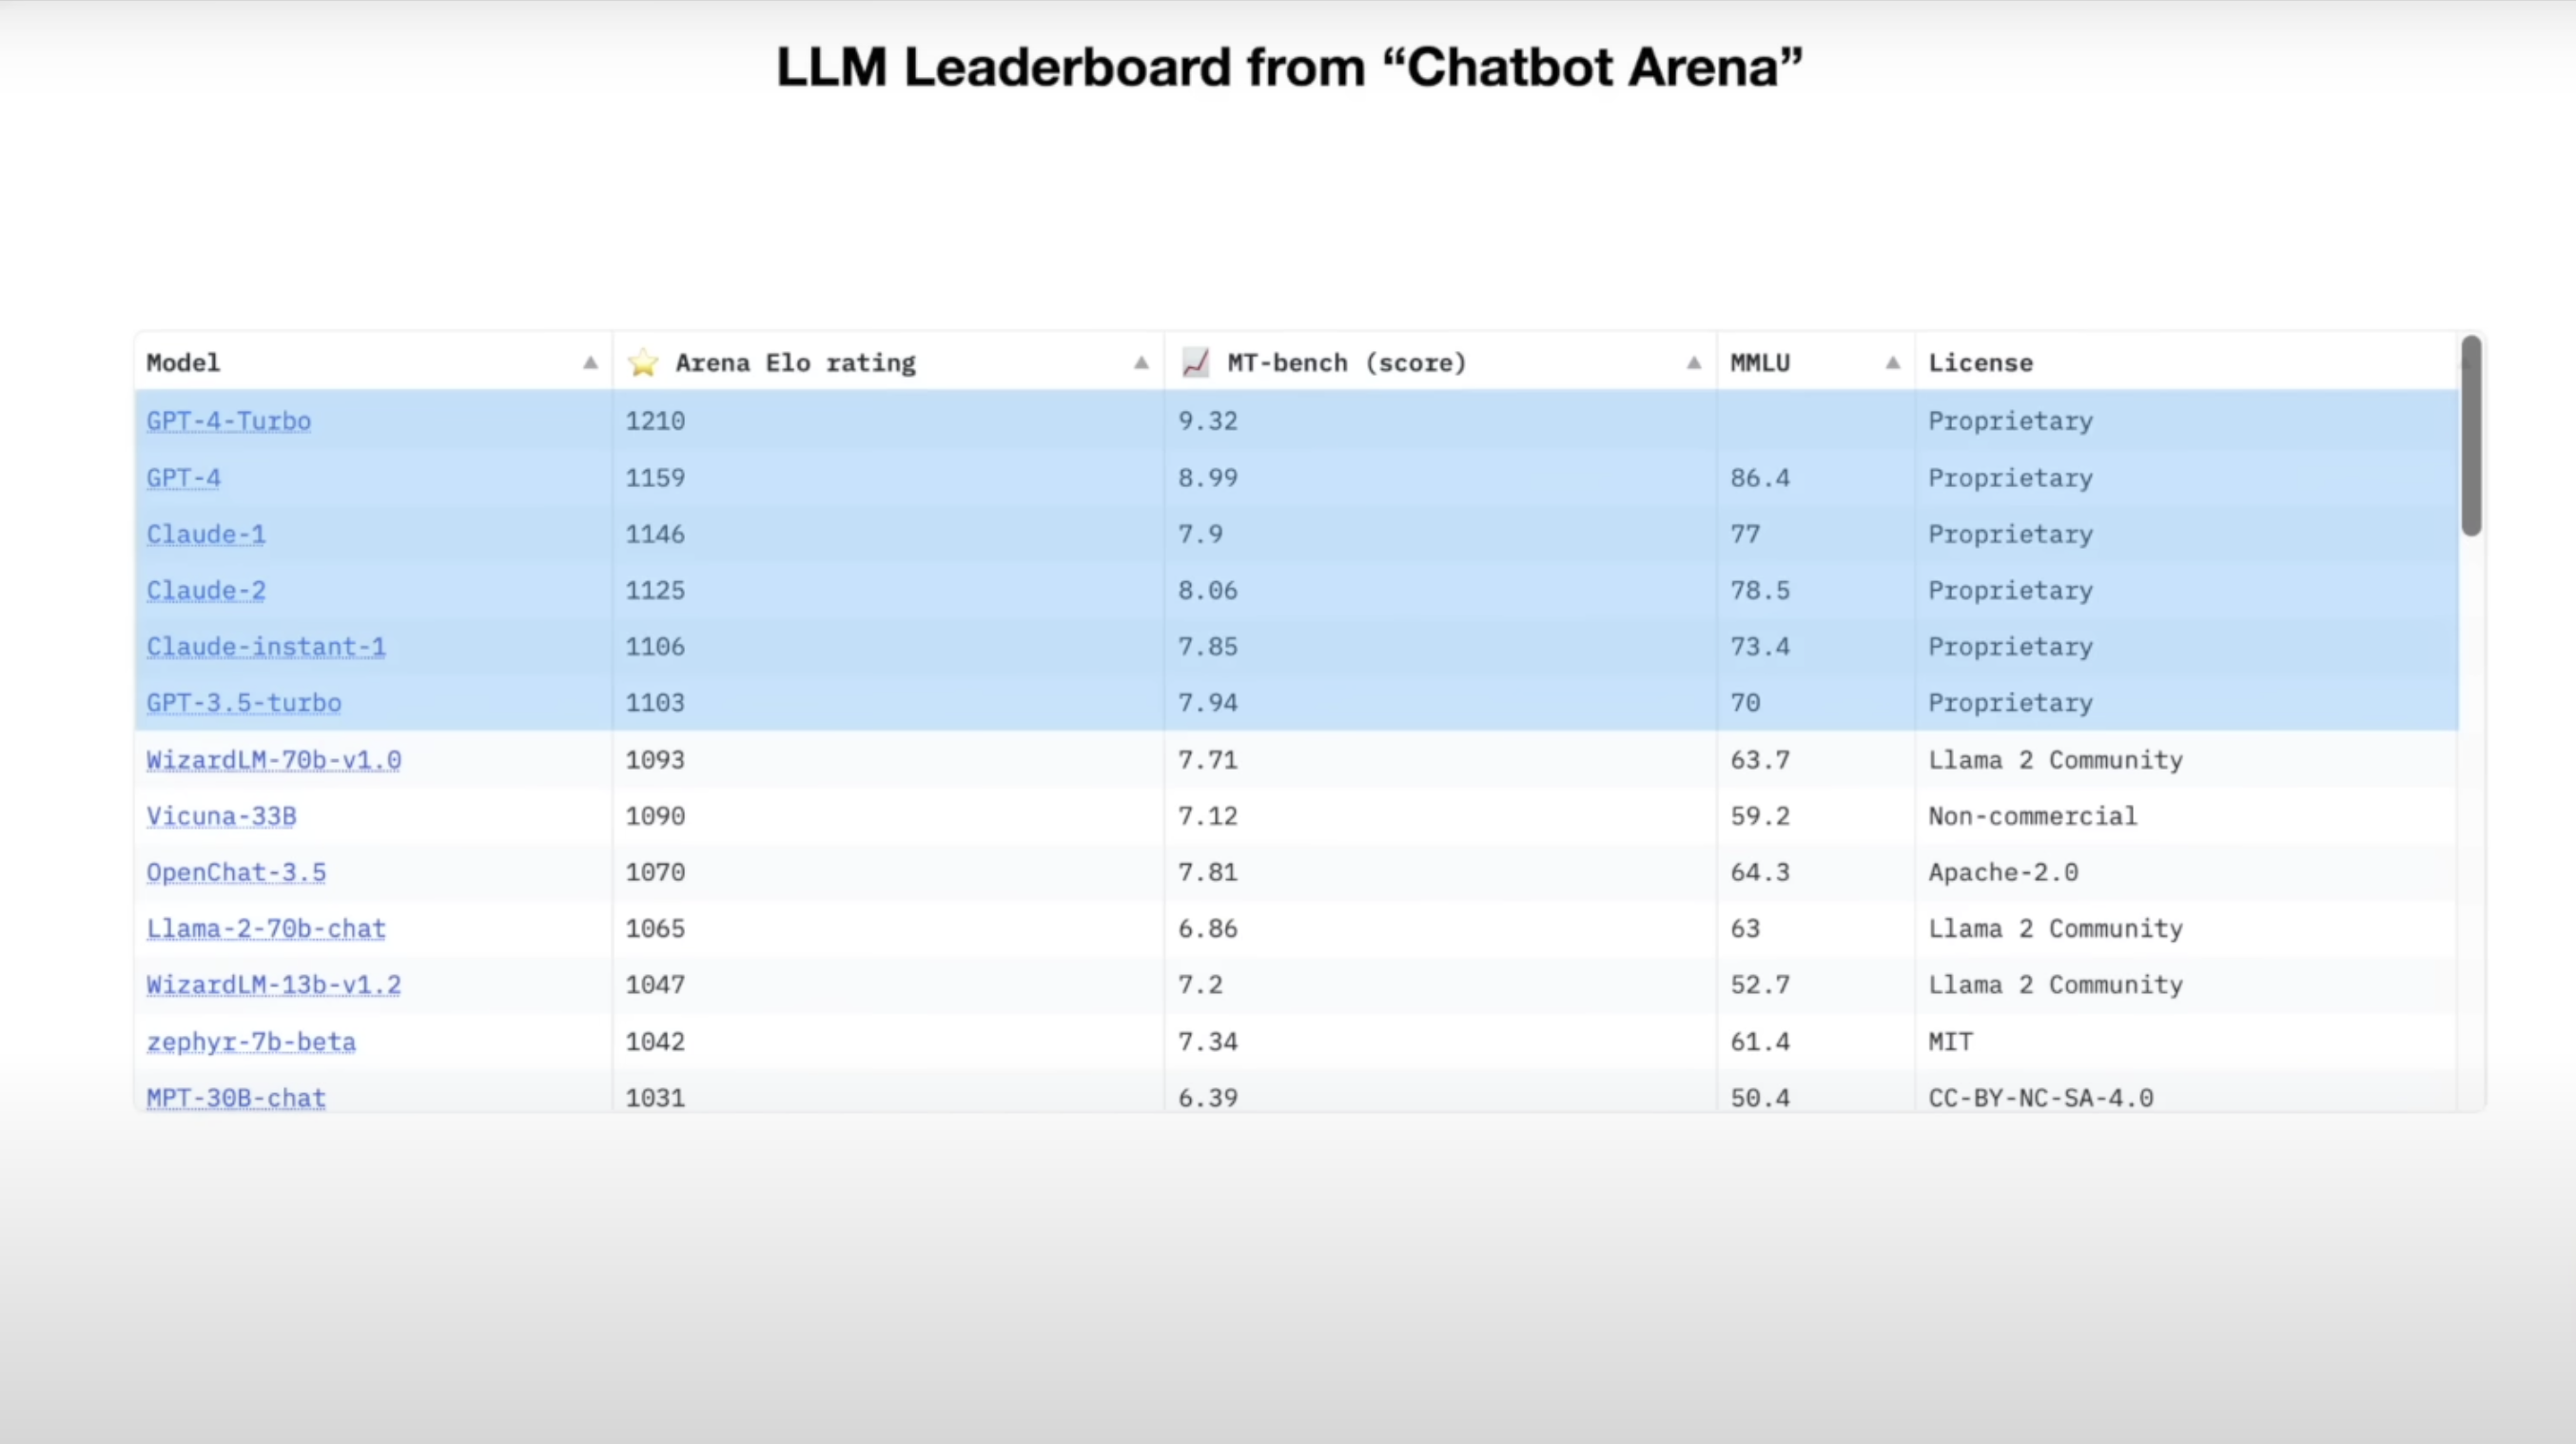 LLM Leaderboard from “Chatbot Arena”
Model ▲ ⭐ Arena Elo rating ▲ 📈 MT-bench (score) ▲ MMLU ▲ License
GPT-4-Turbo 1210 9.32 Proprietary
GPT-4 1159 8.99 86.4 Proprietary
Claude-1 1146 7.9 77 Proprietary
Claude-2 1125 8.06 78.5 Proprietary
Claude-instant-1 1106 7.85 73.4 Proprietary
GPT-3.5-turbo 1103 7.94 70 Proprietary
WizardLM-70b-v1.0 1093 7.71 63.7 Llama 2 Community
Vicuna-33B 1090 7.12 59.2 Non-commercial
OpenChat-3.5 1070 7.81 64.3 Apache-2.0
Llama-2-70b-chat 1065 6.86 63 Llama 2 Community
WizardLM-13b-v1.2 1047 7.2 52.7 Llama 2 Community
zephyr-7b-beta 1042 7.34 61.4 MIT
MPT-30B-chat 1031 6.39 50.4 CC-BY-NC-SA-4.0